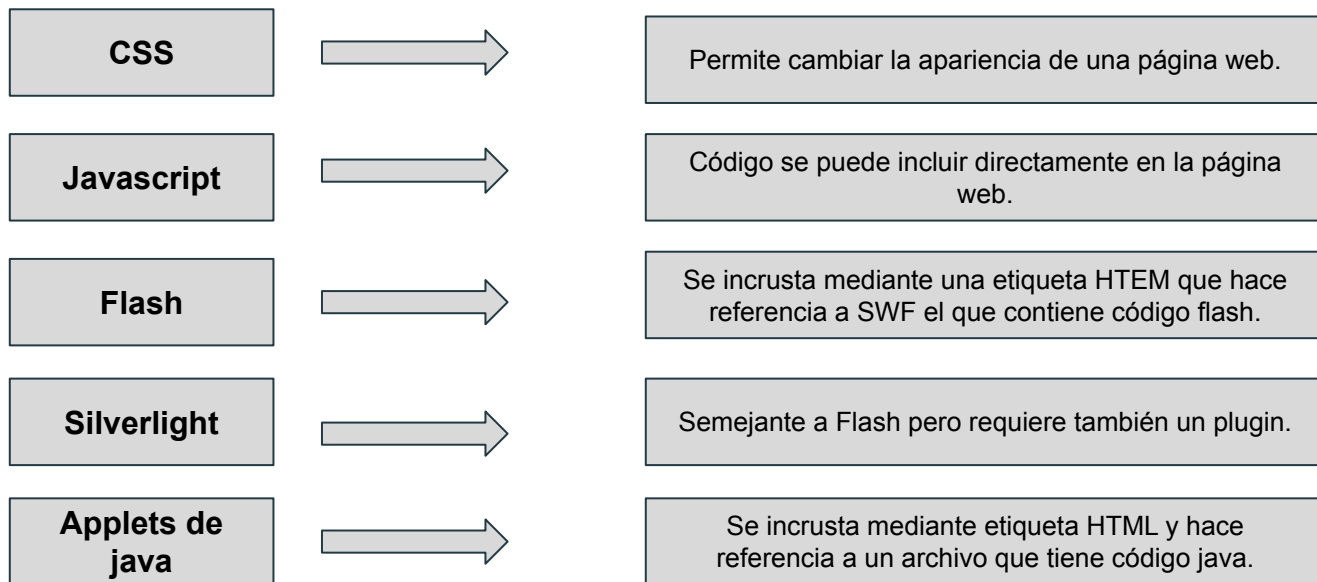 CSS
Permite cambiar la apariencia de una página web.
Javascript
Código se puede incluir directamente en la página
web.
Flash
Se incrusta mediante una etiqueta HTEM que hace
referencia a SWF el que contiene código flash.
Silverlight
Semejante a Flash pero requiere también un plugin.
Applets de
java
Se incrusta mediante etiqueta HTML y hace
referencia a un archivo que tiene código java.